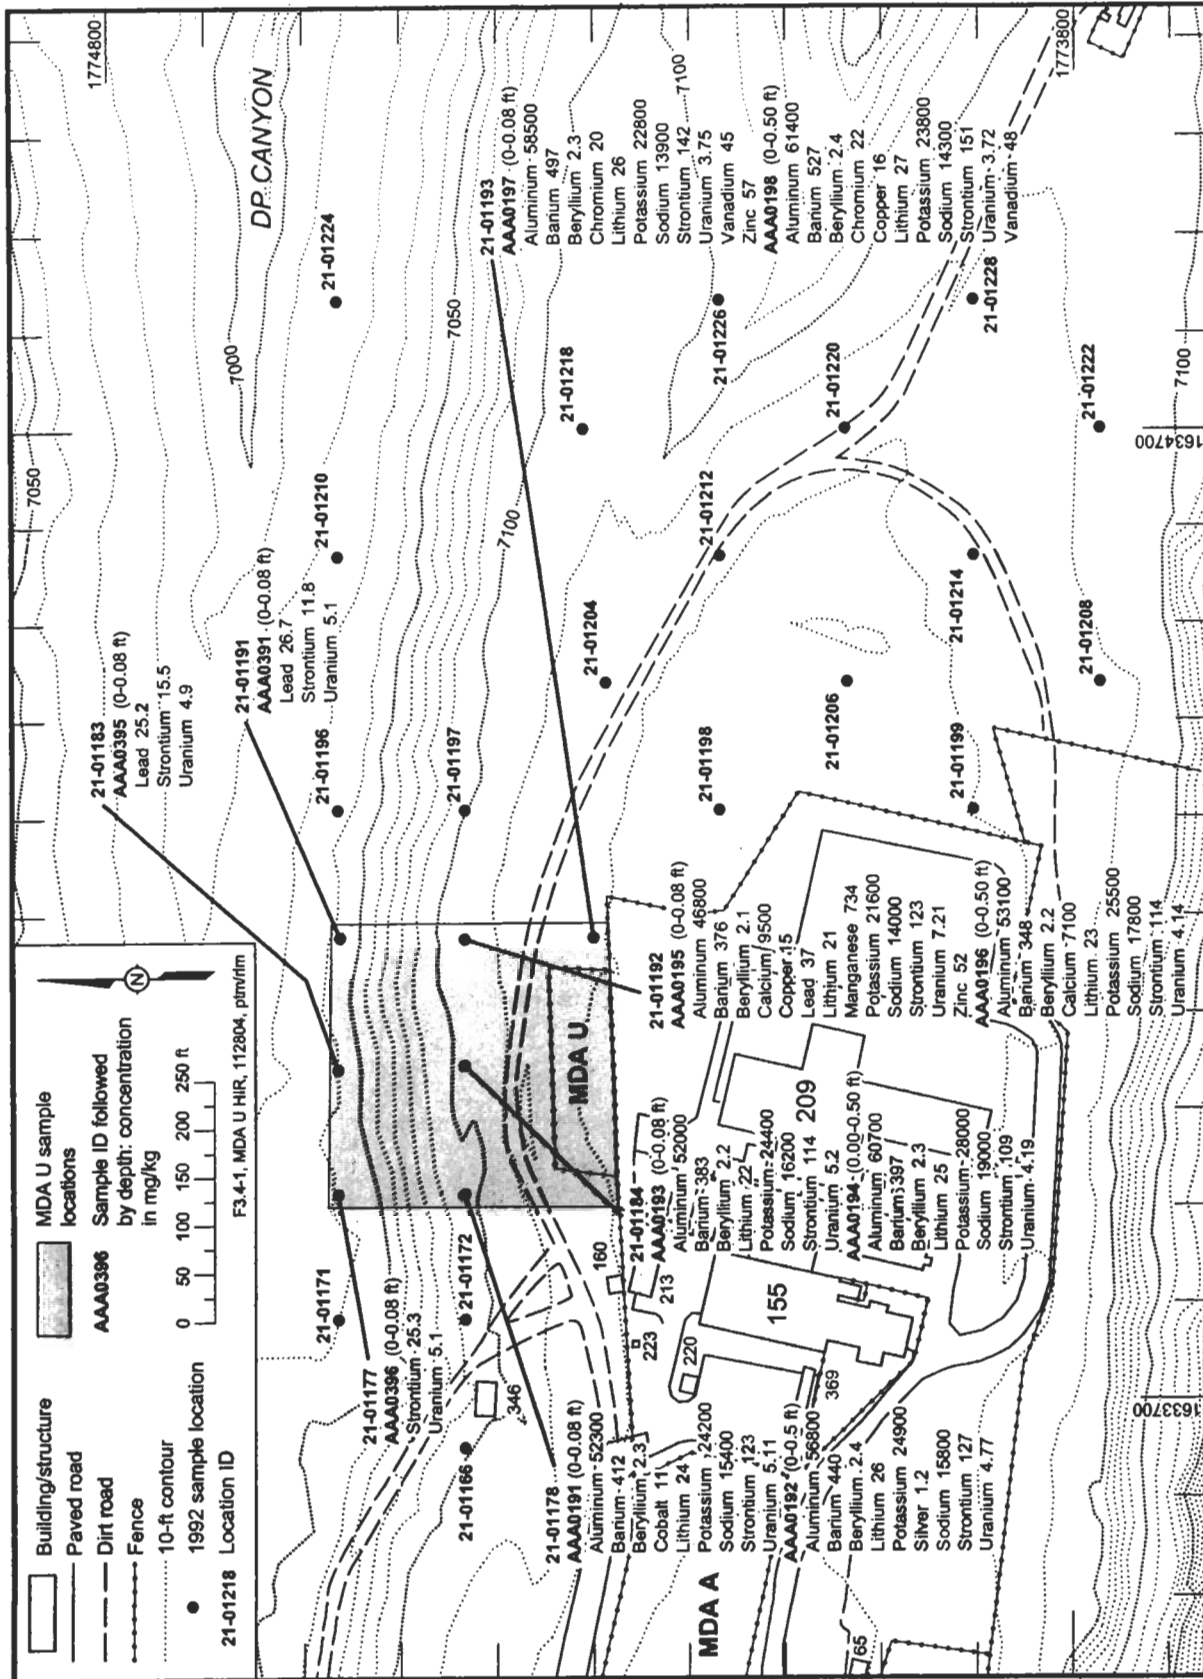 Building/structure
Paved road
Dirt road
Fence
10-ft contour
1992 sample location
21-01218 Location ID
MDA U sample
locations
AAA0396 Sample ID followed
by depth: concentration
in mg/kg
0 50 100 150 200 250 ft
N
F3.4-1, MDA U HIR, 112804, ptm/rlm
1774800
DP CANYON
7050
7000
7050
7100
7100
1773800
1634700
7100
1633700
21-01183
AAA0395 (0-0.08 ft)
Lead 25.2
Strontium 15.5
Uranium 4.9
21-01191
AAA0391 (0-0.08 ft)
Lead 26.7
Strontium 11.8
Uranium 5.1
21-01193
AAA0197 (0-0.08 ft)
Aluminum 58500
Barium 497
Beryllium 2.3
Chromium 20
Lithium 26
Potassium 22800
Sodium 13900
Strontium 142
Uranium 3.75
Vanadium 45
Zinc 57
AAA0198 (0-0.50 ft)
Aluminum 61400
Barium 527
Beryllium 2.4
Chromium 22
Copper 16
Lithium 27
Potassium 23800
Sodium 14300
Strontium 151
Uranium 3.72
Vanadium 48
21-01171
21-01172
21-01166
21-01196
21-01197
21-01210
21-01224
21-01218
21-01204
21-01212
21-01226
21-01198
21-01206
21-01220
21-01199
21-01214
21-01228
21-01208
21-01222
21-01177
AAA0396 (0-0.08 ft)
Strontium 25.3
Uranium 5.1
21-01178
AAA0191 (0-0.08 ft)
Aluminum 52300
Barium 412
Beryllium 2.3
Cobalt 11
Lithium 24
Potassium 24200
Sodium 15400
Strontium 123
Uranium 5.11
AAA0192 (0-0.5 ft)
Aluminum 56800
Barium 440
Beryllium 2.4
Lithium 26
Potassium 24900
Silver 1.2
Sodium 15800
Strontium 127
Uranium 4.77
21-01184
AAA0193 (0-0.08 ft)
Aluminum 52000
Barium 383
Beryllium 2.2
Lithium 22
Potassium 24400
Sodium 16200
Strontium 114
Uranium 5.2
AAA0194 (0.00-0.50 ft)
Aluminum 60700
Barium 397
Beryllium 2.3
Lithium 25
Potassium 28000
Sodium 19000
Strontium 109
Uranium 4.19
21-01192
AAA0195 (0-0.08 ft)
Aluminum 46800
Barium 376
Beryllium 2.1
Calcium 9500
Copper 15
Lead 37
Lithium 21
Manganese 734
Potassium 21600
Sodium 14000
Strontium 123
Uranium 7.21
Zinc 52
AAA0196 (0-0.50 ft)
Aluminum 53100
Barium 348
Beryllium 2.2
Calcium 7100
Lithium 23
Potassium 25500
Sodium 17800
Strontium 114
Uranium 4.14
MDA U
MDA A
346
160
213
223
220
155
369
209
65